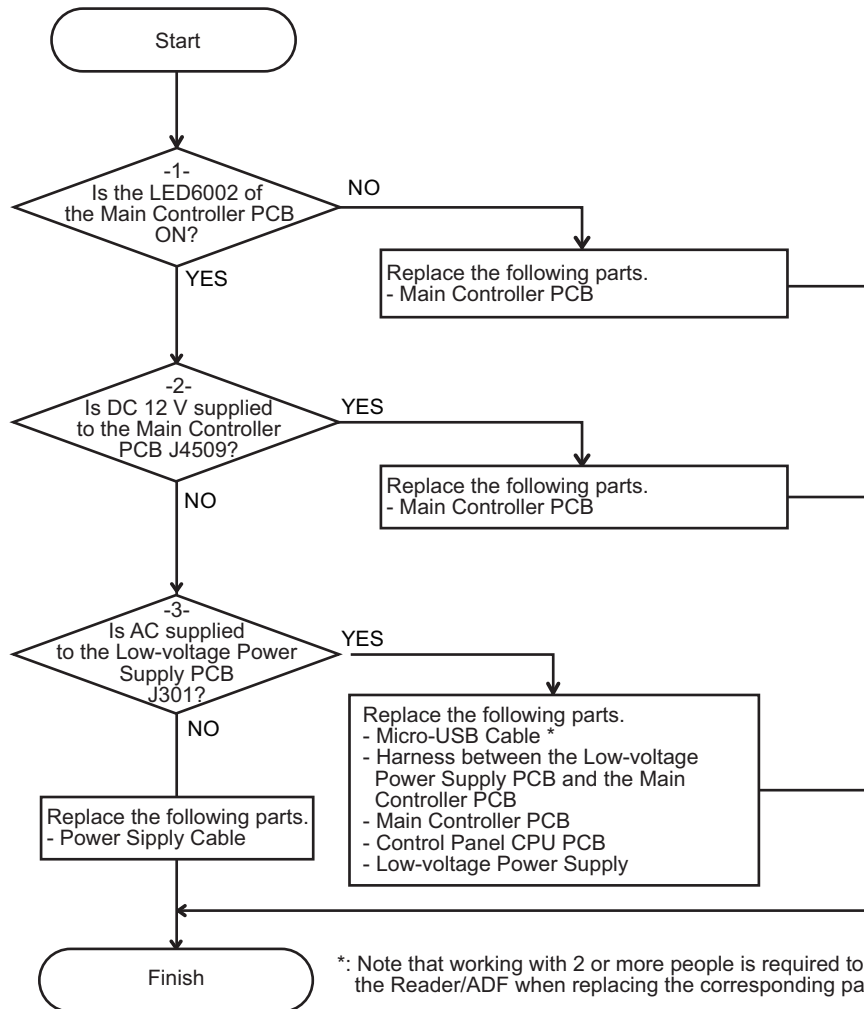 Start
-1-
Is the LED6002 of
the Main Controller PCB
ON?
NO
YES
Replace the following parts.
- Main Controller PCB
-2-
Is DC 12 V supplied
to the Main Controller
PCB J4509?
YES
NO
Replace the following parts.
- Main Controller PCB
-3-
Is AC supplied
to the Low-voltage Power
Supply PCB
J301?
YES
NO
Replace the following parts.
- Micro-USB Cable *
- Harness between the Low-voltage
Power Supply PCB and the Main
Controller PCB
- Main Controller PCB
- Control Panel CPU PCB
- Low-voltage Power Supply
Replace the following parts.
- Power Sipply Cable
Finish
*: Note that working with 2 or more people is required to
the Reader/ADF when replacing the corresponding pa